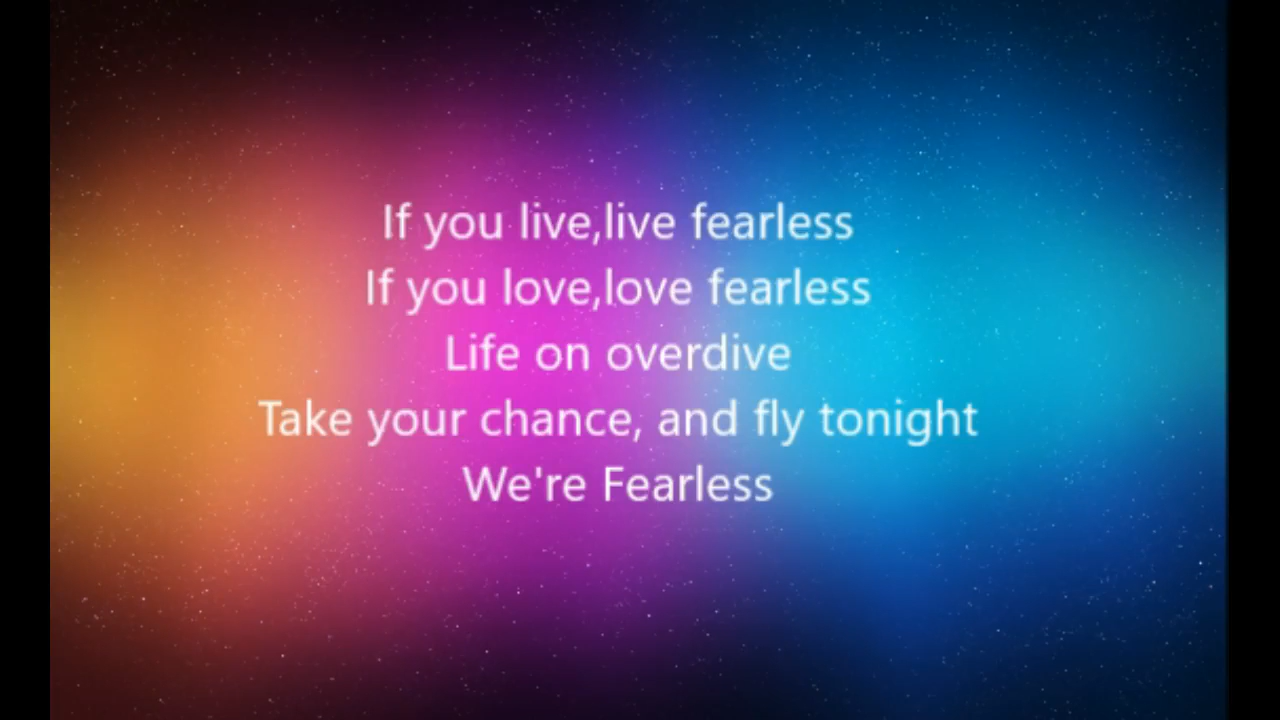 If you live,live fearless
If you love,love fearless
Life on overdive
Take your chance, and fly tonight
We're Fearless